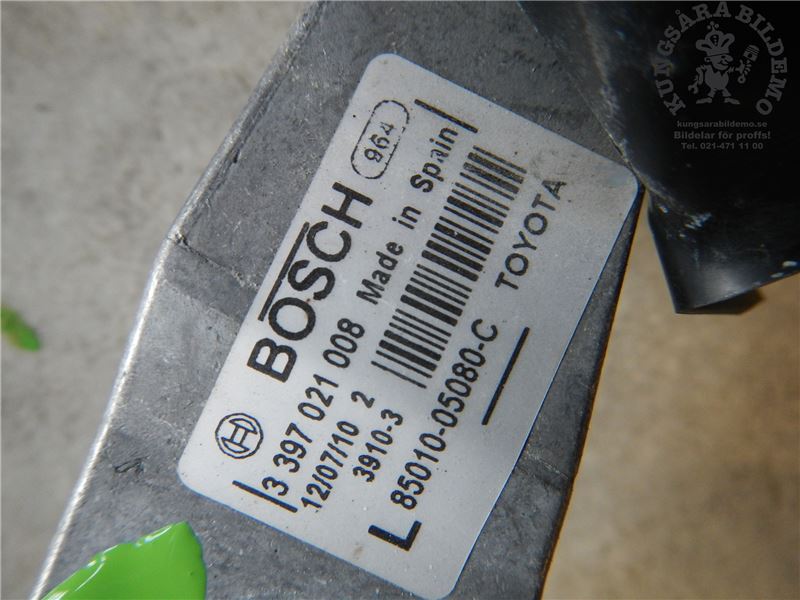 964
BOSCH
3 397 021 008 Made in Spain
12/07/10 2
3910-3
L 85010-05080-C TOYOTA
KUNGSÅRA BILDEMO
kungsarabildemo.se
Bildelar för proffs!
Tel. 021-471 11 00